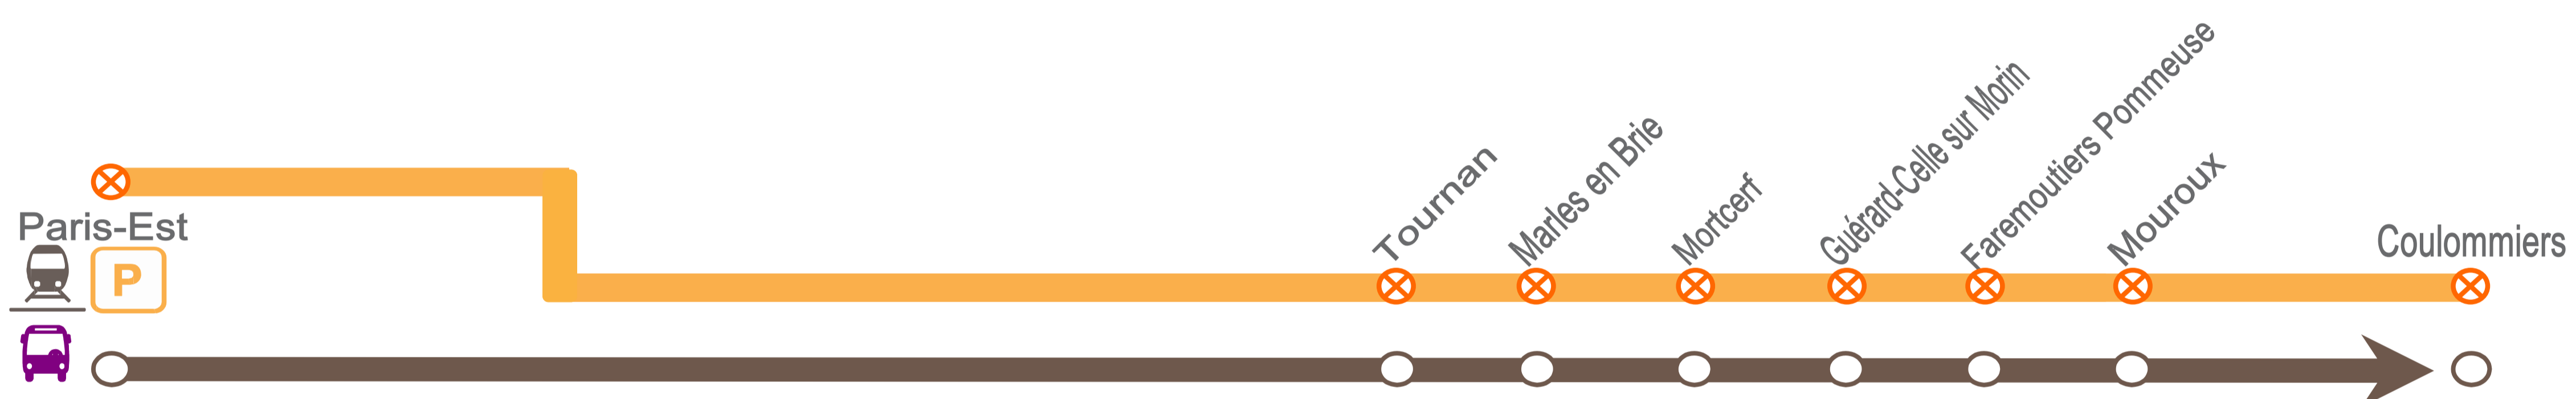 Paris-Est
P
Tournan
Marles en Brie
Mortcerf
Guérard-Celle sur Morin
Faremoutiers Pommeuse
Mouroux
Coulommiers